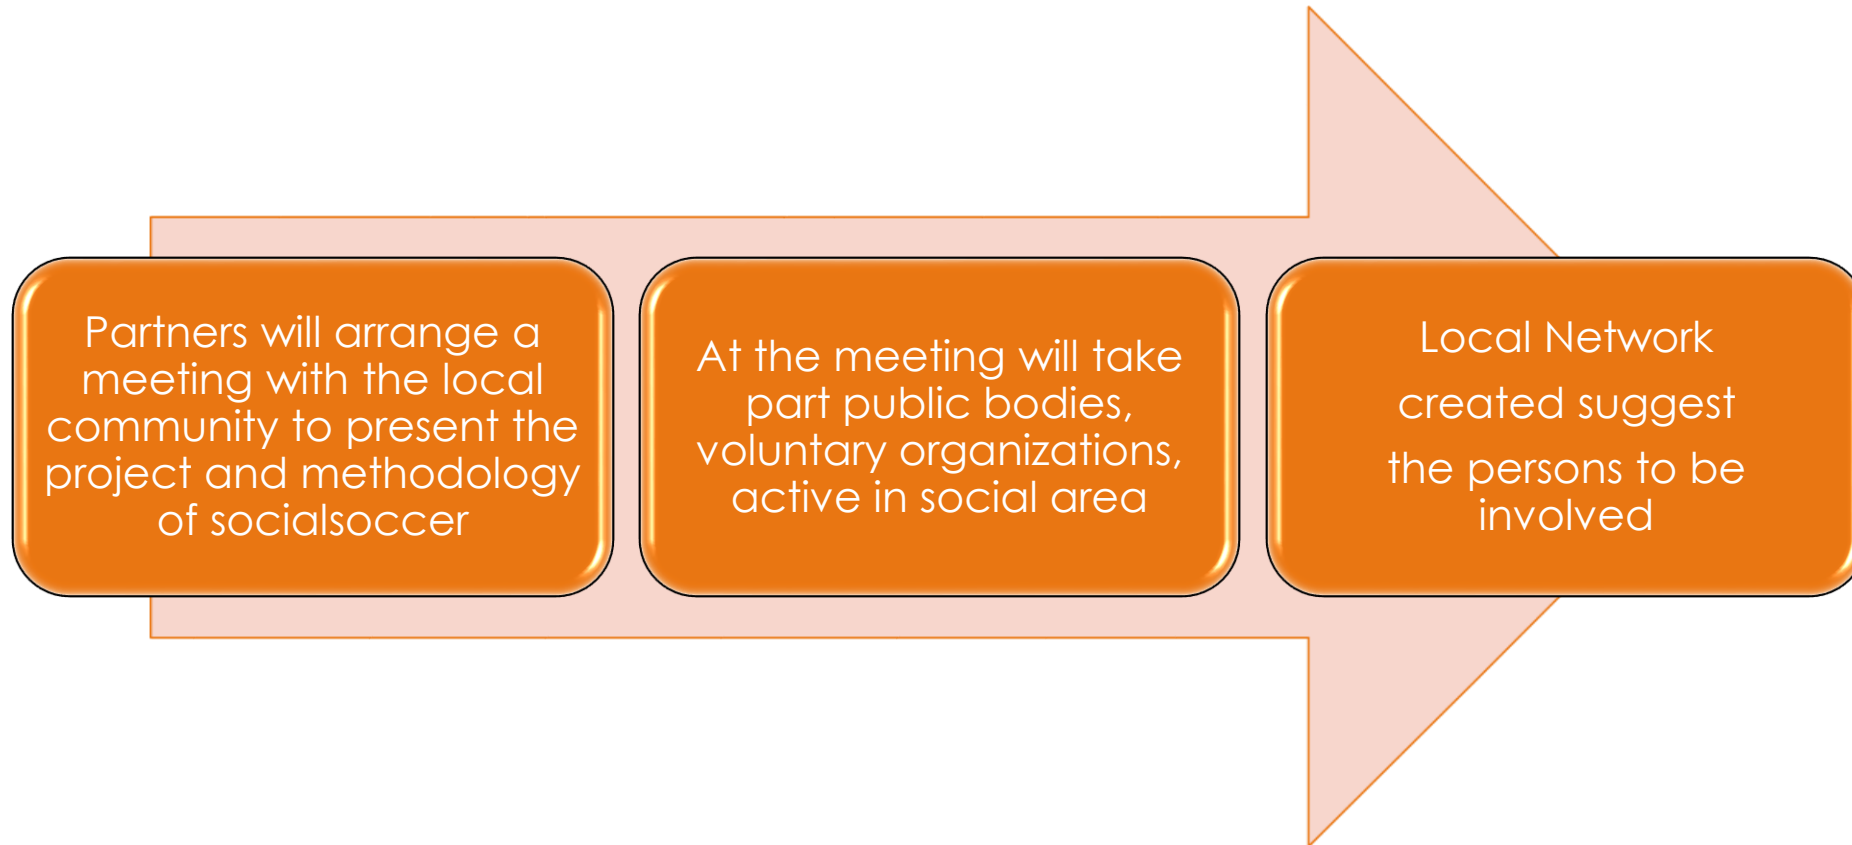 Partners will arrange a
meeting with the local
community to present the
project and methodology
of socialsoccer
At the meeting will take
part public bodies,
voluntary organizations,
active in social area
Local Network
created suggest
the persons to be
involved